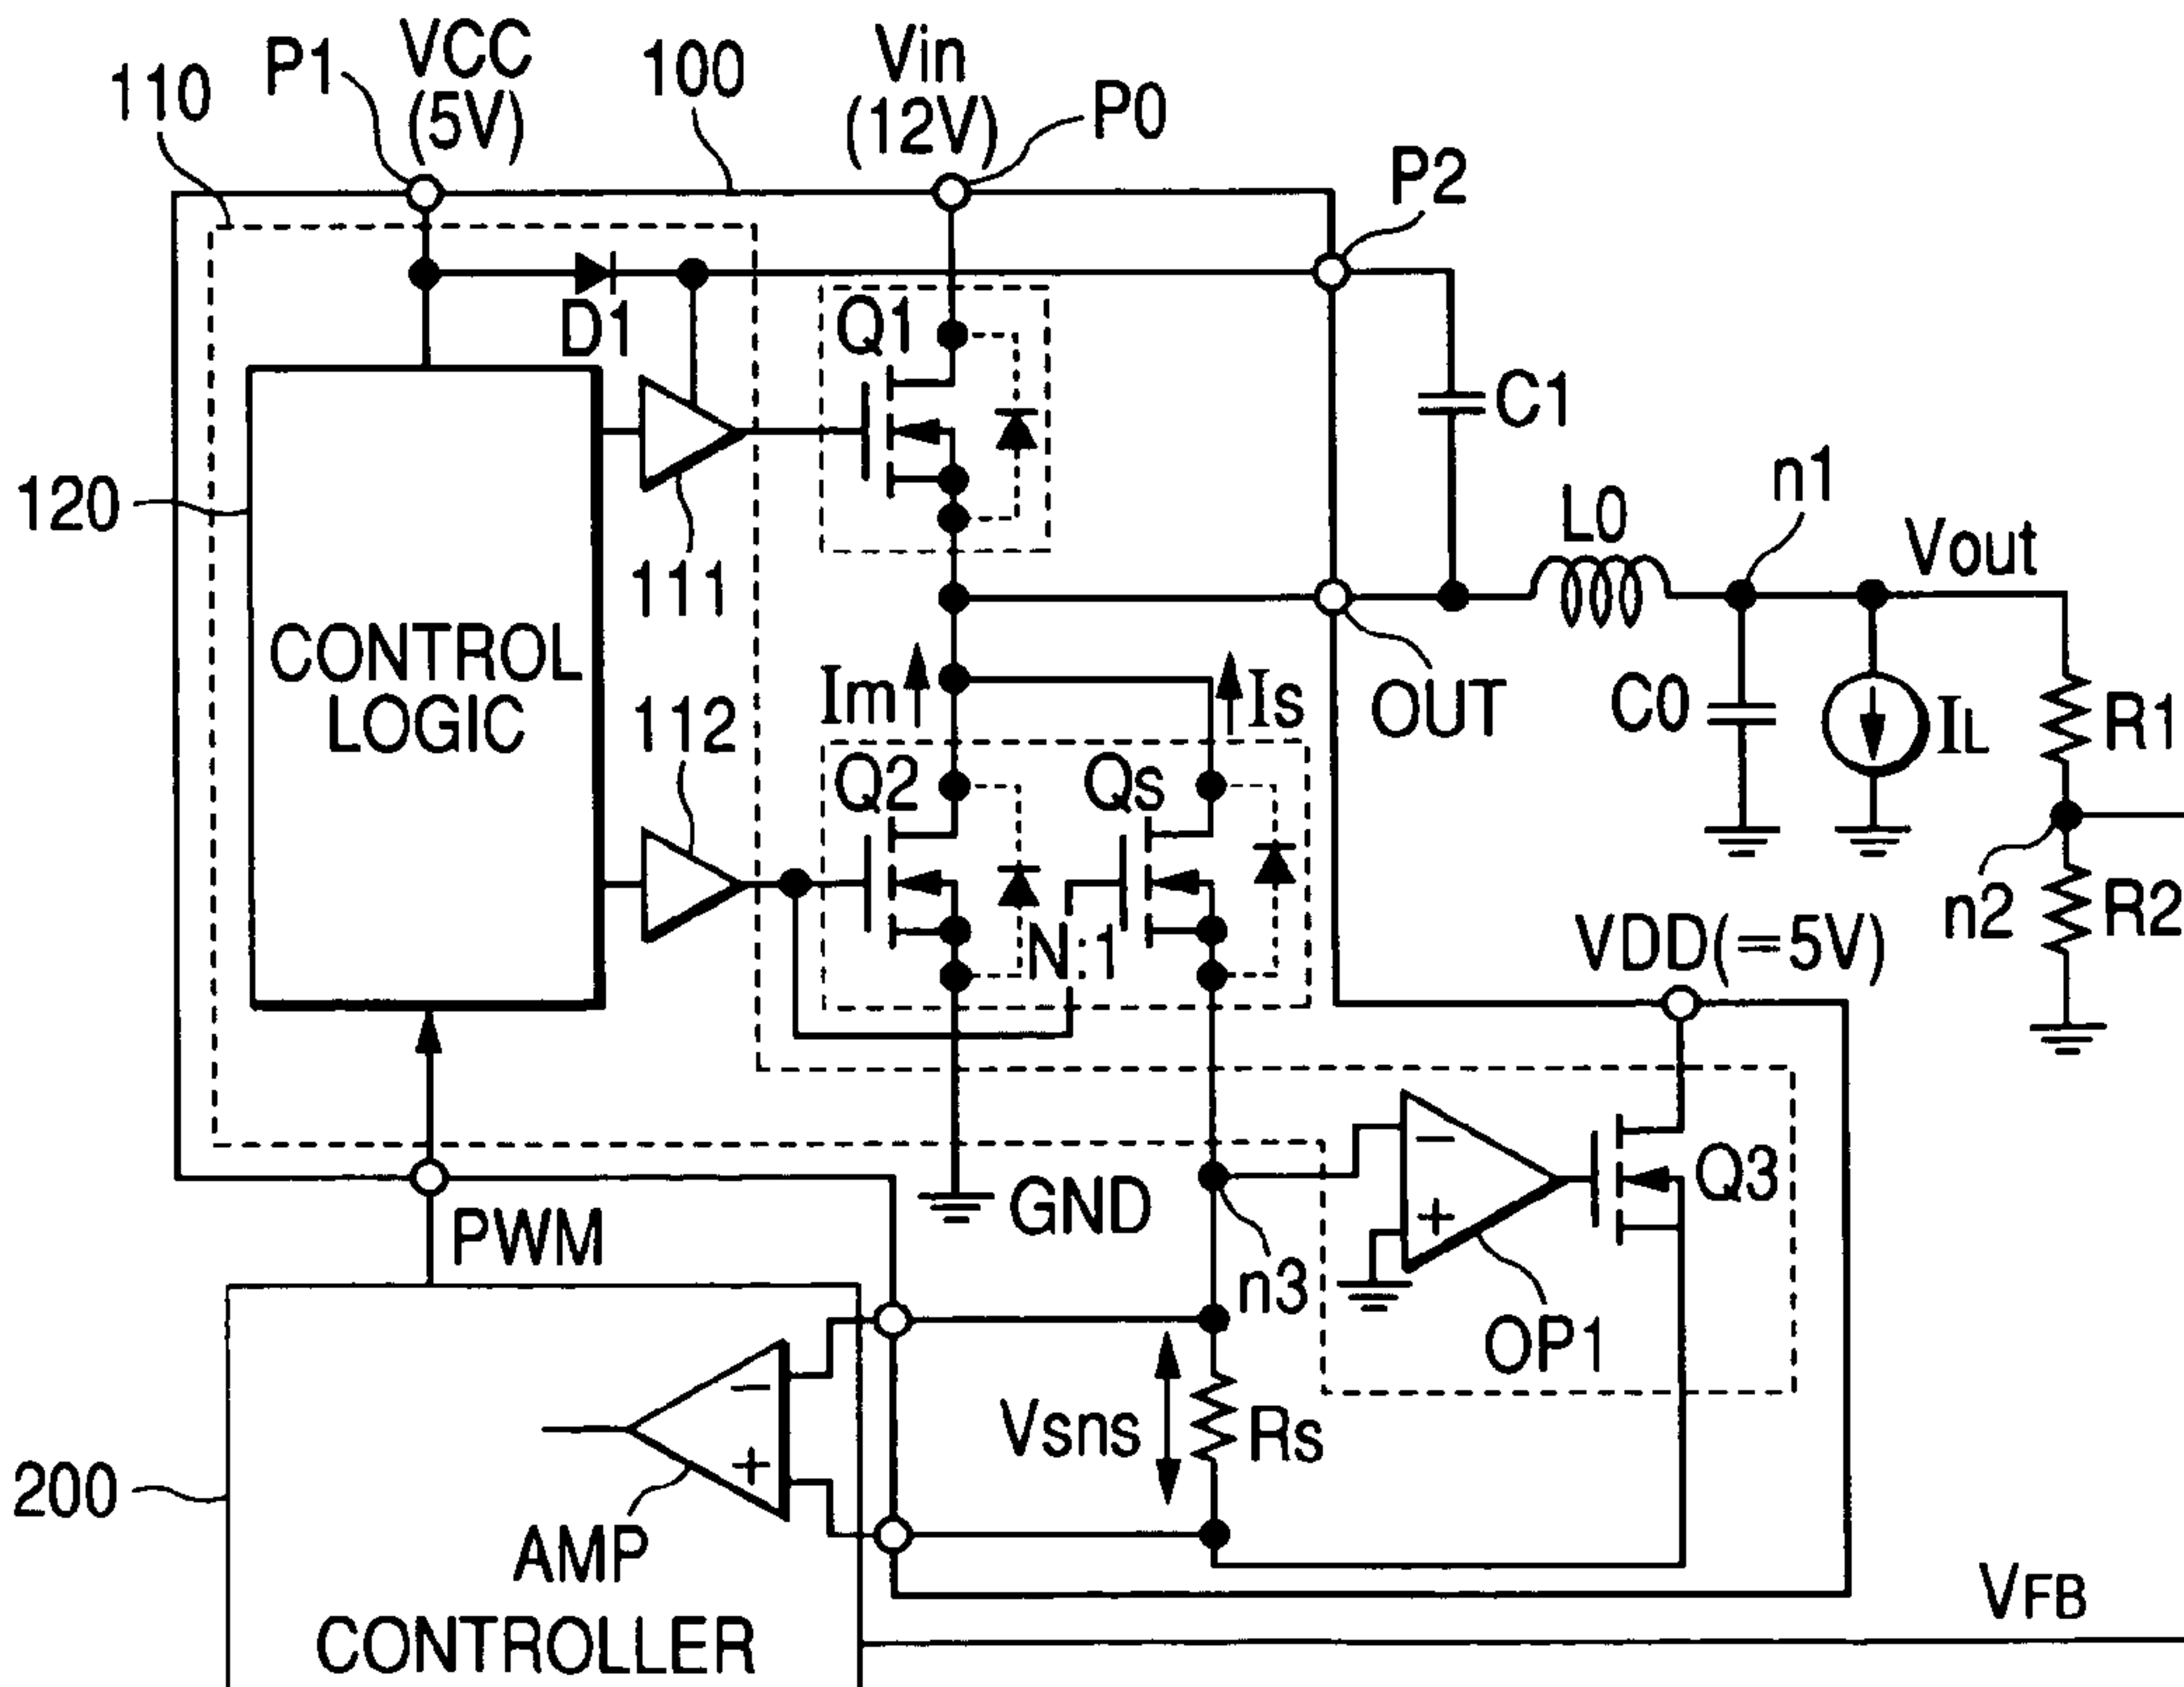 VCC
(5V)
P1
110
100
Vin
(12V)
P0
P2
D1
Q1
C1
120
111
n1
L0
Vout
CONTROL
LOGIC
112
Im
Is
OUT
C0
IL
R1
Q2
Qs
N:1
n2
R2
VDD(=5V)
Q3
GND
PWM
n3
OP1
−
+
Vsns
Rs
200
−
+
AMP
CONTROLLER
VFB